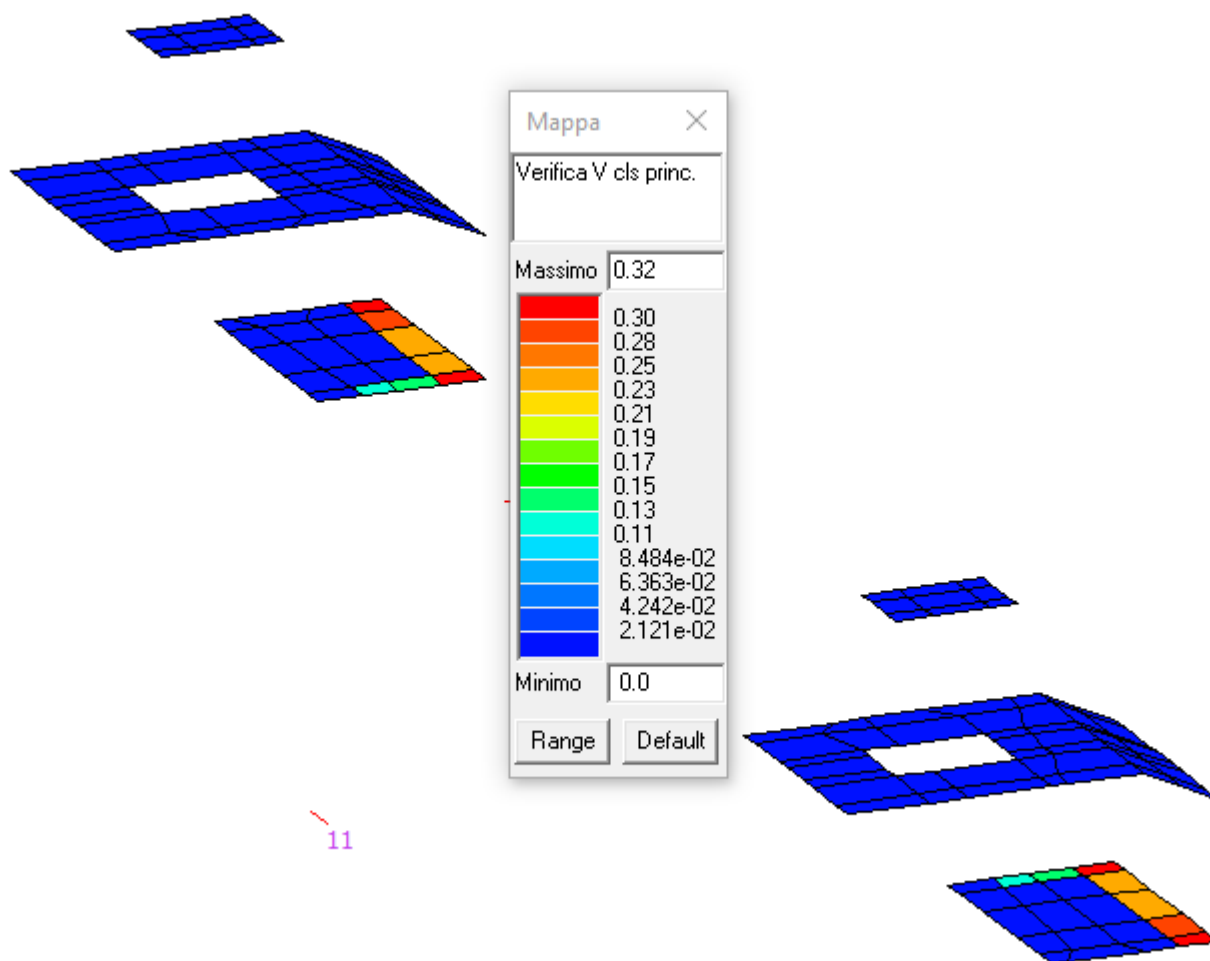 Mappa
Verifica V cls princ.
Massimo 0.32
0.30
0.28
0.25
0.23
0.21
0.19
0.17
0.15
0.13
0.11
8.484e-02
6.363e-02
4.242e-02
2.121e-02
Minimo 0.0
Range Default
11